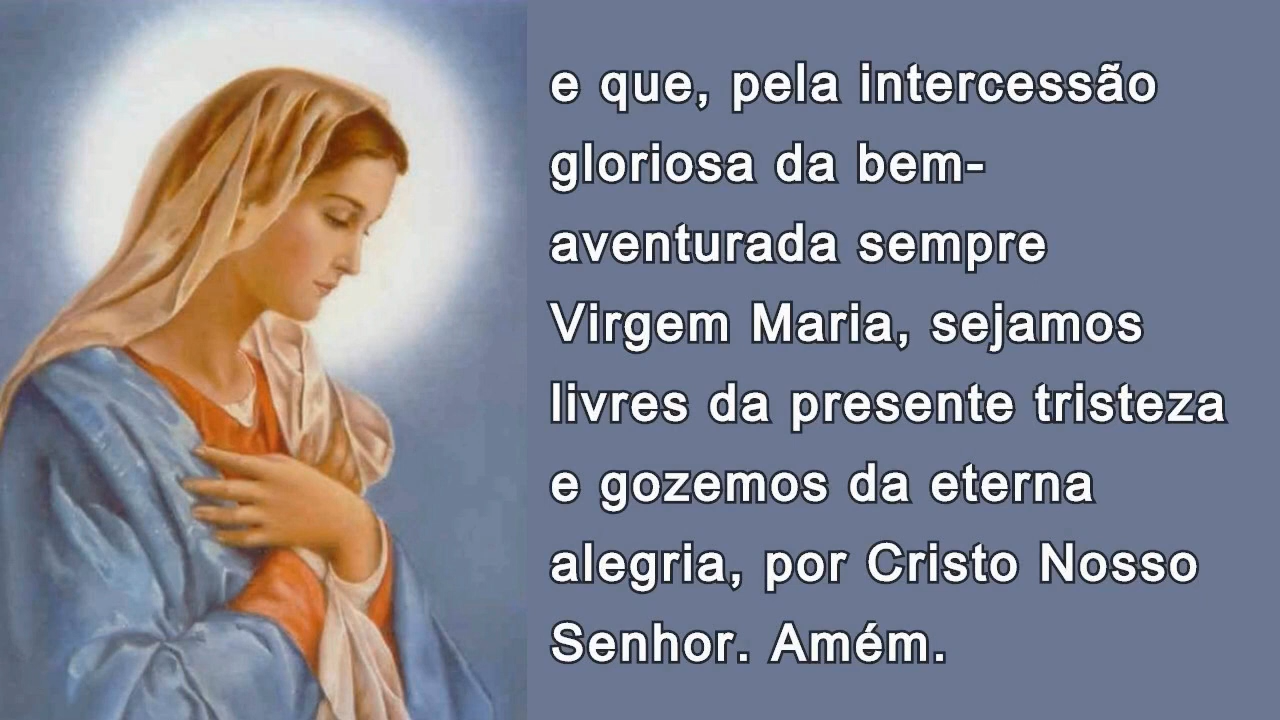 e que, pela intercessão
gloriosa da bem-
aventurada sempre
Virgem Maria, sejamos
livres da presente tristeza
e gozemos da eterna
alegria, por Cristo Nosso
Senhor. Amém.